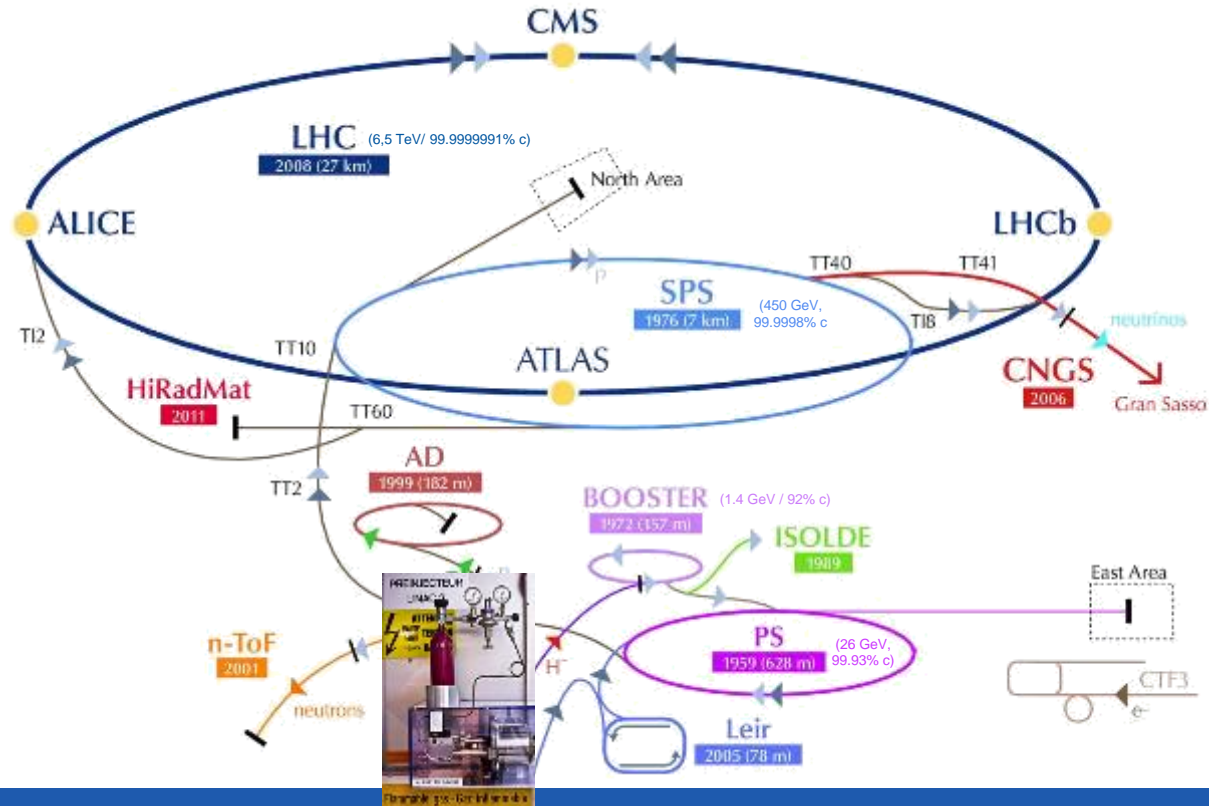 CMS
LHC (6,5 TeV/ 99.9999991% c)
2008 (27 km)
North Area
ALICE
LHCb
TT40
TT41
SPS
(450 GeV,
1976 (7 km)
99.9998% c
p
TI8
neutrinos
TI2
TT10
ATLAS
CNGS
2006
Gran Sasso
HiRadMat
2011
TT60
AD
1999 (182 m)
TT2
BOOSTER (1.4 GeV / 92% c)
1972 (157 m)
ISOLDE
1989
East Area
PREINJECTEUR
LINAC
n-ToF
2001
neutrons
H⁻
PS
(26 GeV,
1959 (628 m)
99.93% c)
CTF3
e-
Leir
2005 (78 m)